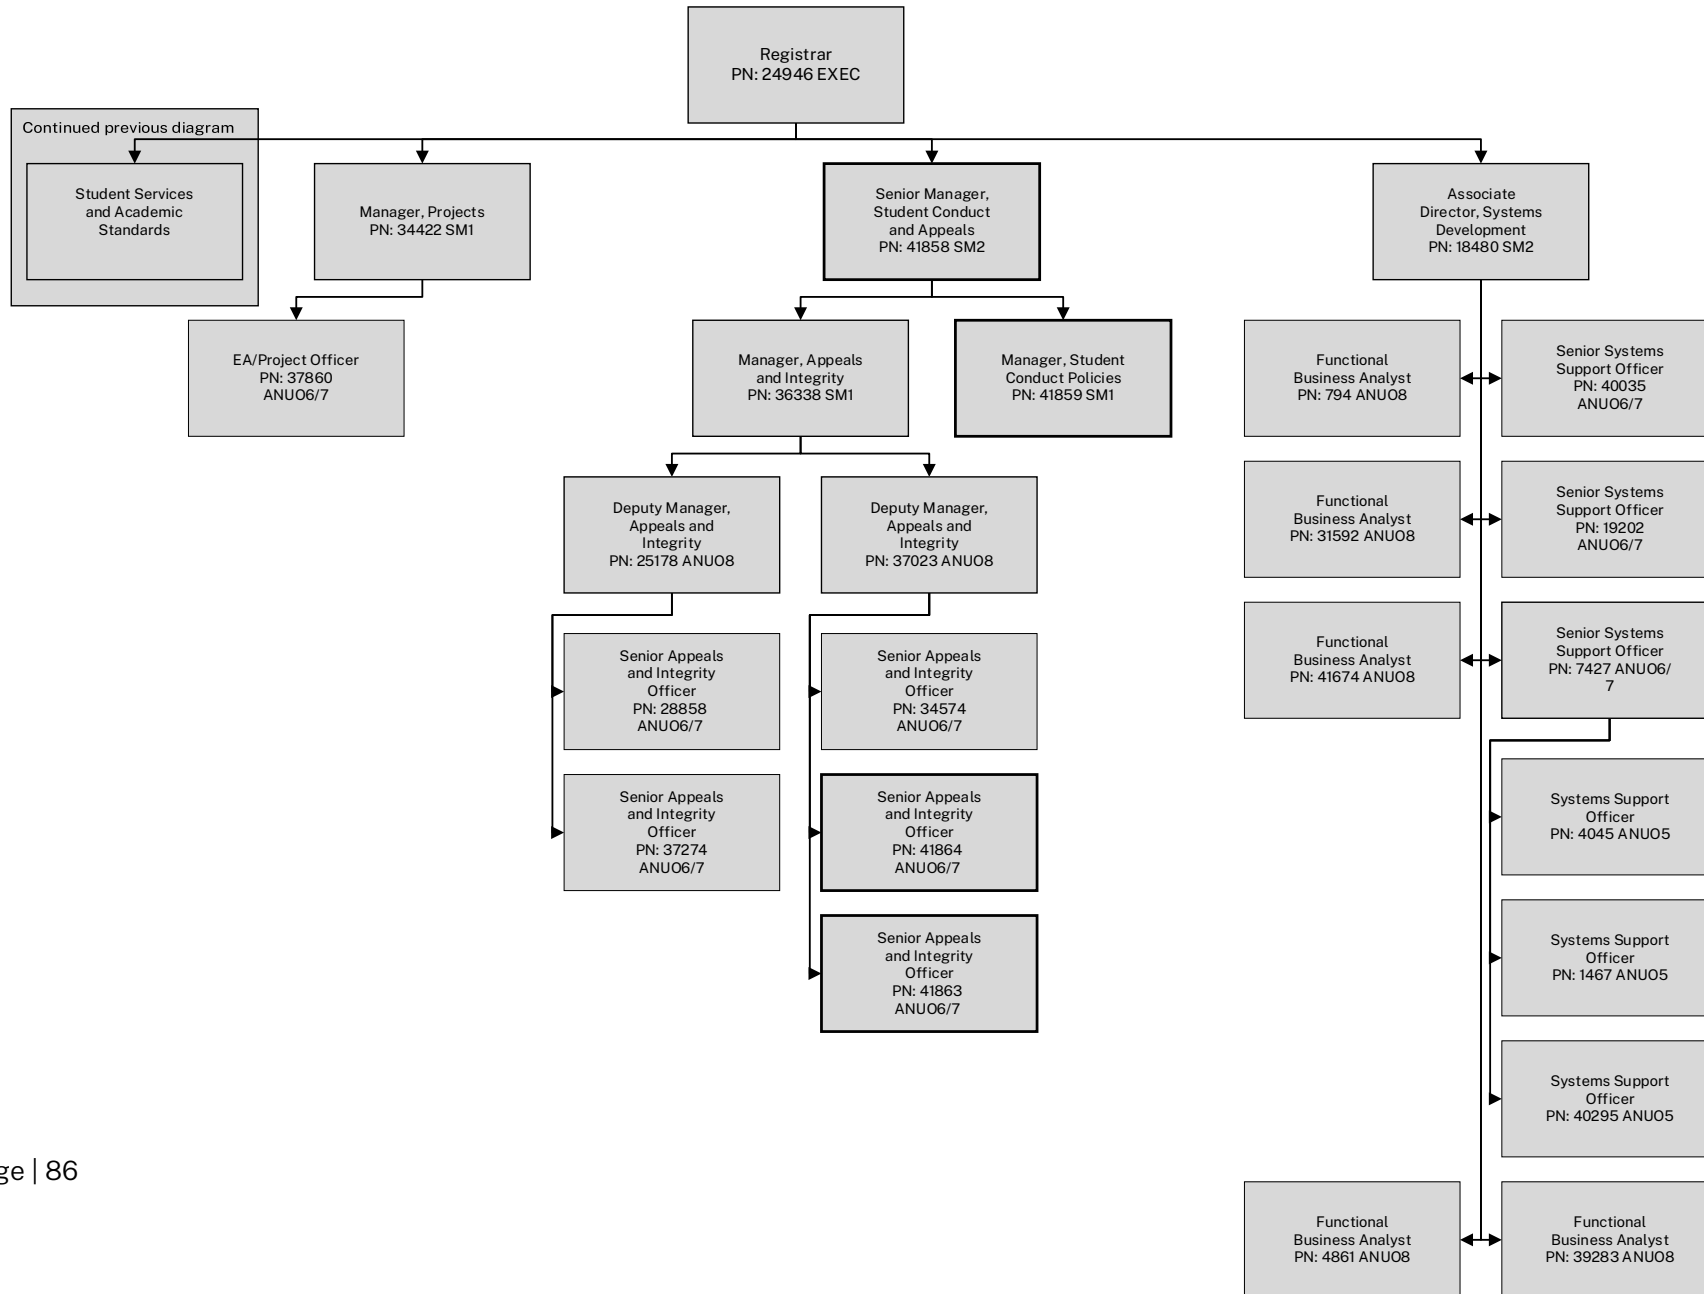 Registrar
PN: 24946 EXEC
Continued previous diagram
Student Services
and Academic
Standards
Manager, Projects
PN: 34422 SM1
Senior Manager,
Student Conduct
and Appeals
PN: 41858 SM2
Associate
Director, Systems
Development
PN: 18480 SM2
EA/Project Officer
PN: 37860
ANUO6/7
Manager, Appeals
and Integrity
PN: 36338 SM1
Manager, Student
Conduct Policies
PN: 41859 SM1
Functional
Business Analyst
PN: 794 ANUO8
Senior Systems
Support Officer
PN: 40035
ANUO6/7
Deputy Manager,
Appeals and
Integrity
PN: 25178 ANUO8
Deputy Manager,
Appeals and
Integrity
PN: 37023 ANUO8
Functional
Business Analyst
PN: 31592 ANUO8
Senior Systems
Support Officer
PN: 19202
ANUO6/7
Senior Appeals
and Integrity
Officer
PN: 28858
ANUO6/7
Senior Appeals
and Integrity
Officer
PN: 34574
ANUO6/7
Functional
Business Analyst
PN: 41674 ANUO8
Senior Systems
Support Officer
PN: 7427 ANUO6/
7
Senior Appeals
and Integrity
Officer
PN: 37274
ANUO6/7
Senior Appeals
and Integrity
Officer
PN: 41864
ANUO6/7
Systems Support
Officer
PN: 4045 ANUO5
Senior Appeals
and Integrity
Officer
PN: 41863
ANUO6/7
Systems Support
Officer
PN: 1467 ANUO5
Systems Support
Officer
PN: 40295 ANUO5
ge | 86
Functional
Business Analyst
PN: 4861 ANUO8
Functional
Business Analyst
PN: 39283 ANUO8